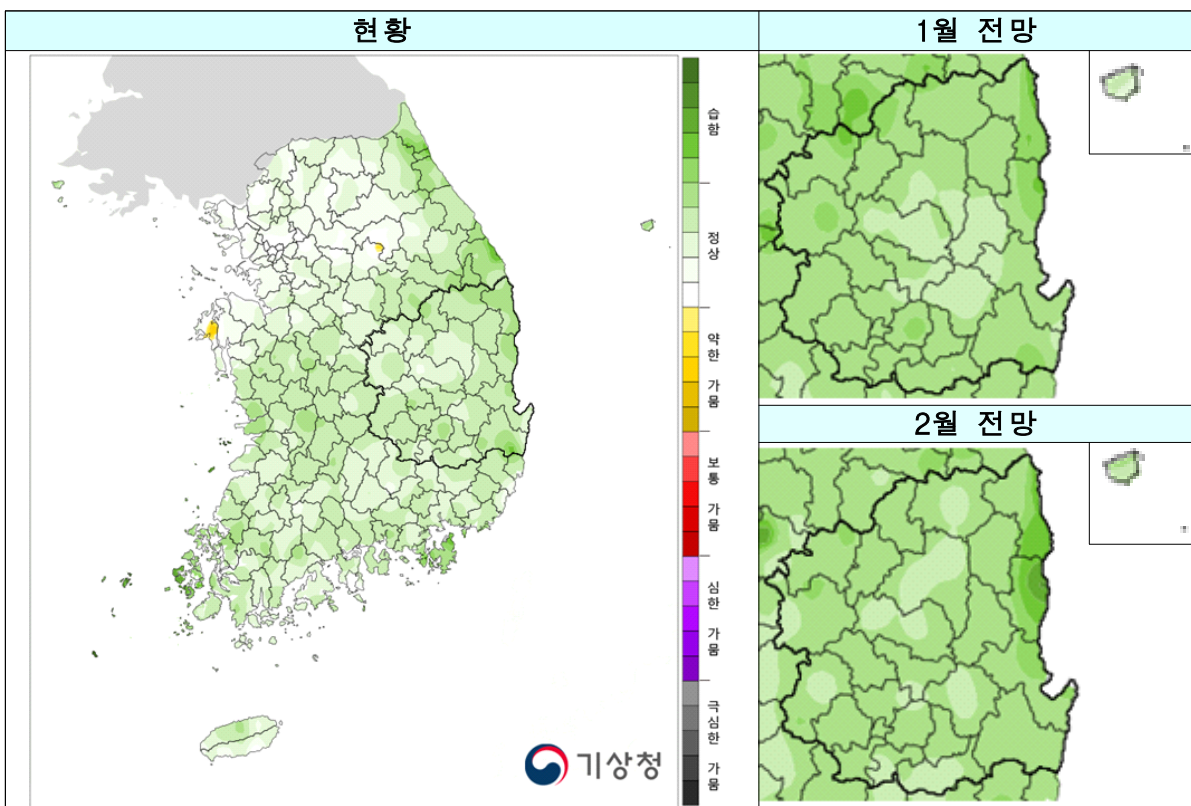 현황
1월 전망
습함
정상
약한 가뭄
보통 가뭄
심한 가뭄
극심한 가뭄
기상청
2월 전망